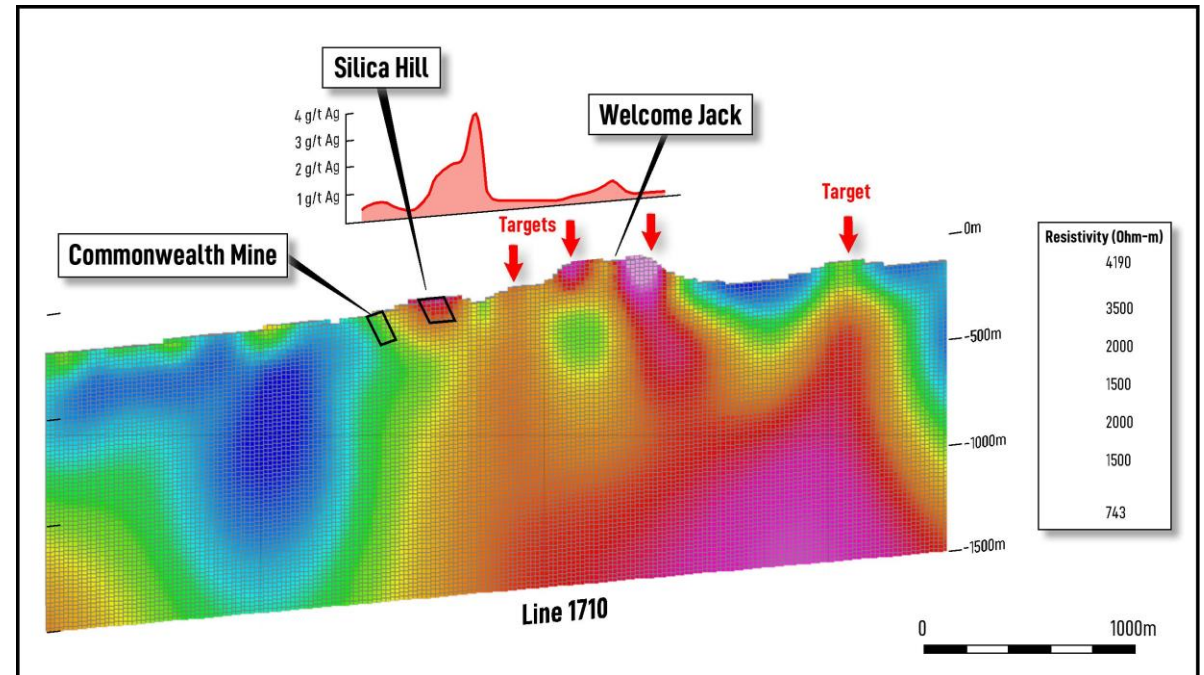 Silica Hill
4 g/t Ag
3 g/t Ag
2 g/t Ag
1 g/t Ag
Welcome Jack
Commonwealth Mine
Targets
Target
0m
-500m
-1000m
-1500m
Resistivity (Ohm-m)
4190
3500
2000
1500
2000
1500
743
Line 1710
0 1000m